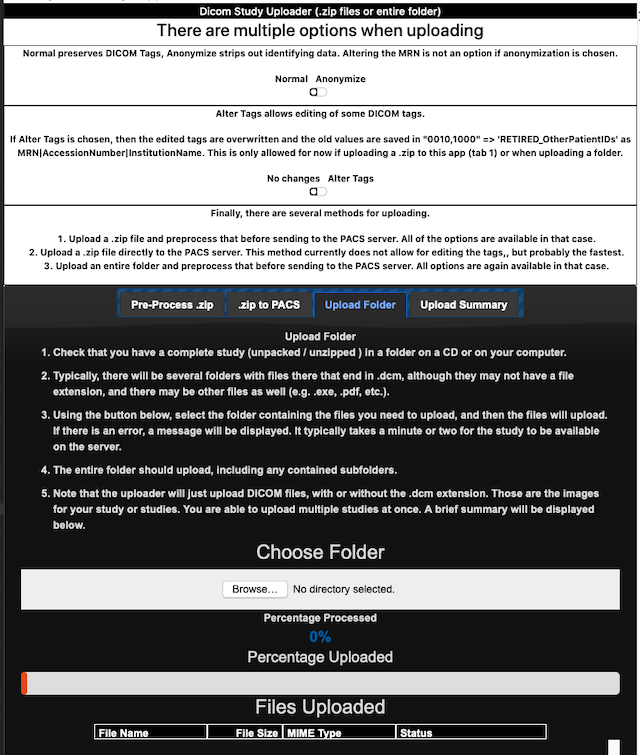 Dicom Study Uploader (.zip files or entire folder)
There are multiple options when uploading
Normal preserves DICOM Tags, Anonymize strips out identifying data. Altering the MRN is not an option if anonymization is chosen.
Normal Anonymize
Alter Tags allows editing of some DICOM tags.
If Alter Tags is chosen, then the edited tags are overwritten and the old values are saved in "0010,1000" => 'RETIRED_OtherPatientIDs' as
MRN|AccessionNumber|InstitutionName. This is only allowed for now if uploading a .zip to this app (tab 1) or when uploading a folder.
No changes Alter Tags
Finally, there are several methods for uploading.
1. Upload a .zip file and preprocess that before sending to the PACS server. All of the options are available in that case.
2. Upload a .zip file directly to the PACS server. This method currently does not allow for editing the tags,, but probably the fastest.
3. Upload an entire folder and preprocess that before sending to the PACS server. All options are again available in that case.
Pre-Process .zip .zip to PACS Upload Folder Upload Summary
Upload Folder
1. Check that you have a complete study (unpacked / unzipped ) in a folder on a CD or on your computer.
2. Typically, there will be several folders with files there that end in .dcm, although they may not have a file
extension, and there may be other files as well (e.g. .exe, .pdf, etc.).
3. Using the button below, select the folder containing the files you need to upload, and then the files will upload.
If there is an error, a message will be displayed. It typically takes a minute or two for the study to be available
on the server.
4. The entire folder should upload, including any contained subfolders.
5. Note that the uploader will just upload DICOM files, with or without the .dcm extension. Those are the images
for your study or studies. You are able to upload multiple studies at once. A brief summary will be displayed
below.
Choose Folder
Browse... No directory selected.
Percentage Processed
0%
Percentage Uploaded
Files Uploaded
File Name File Size MIME Type Status